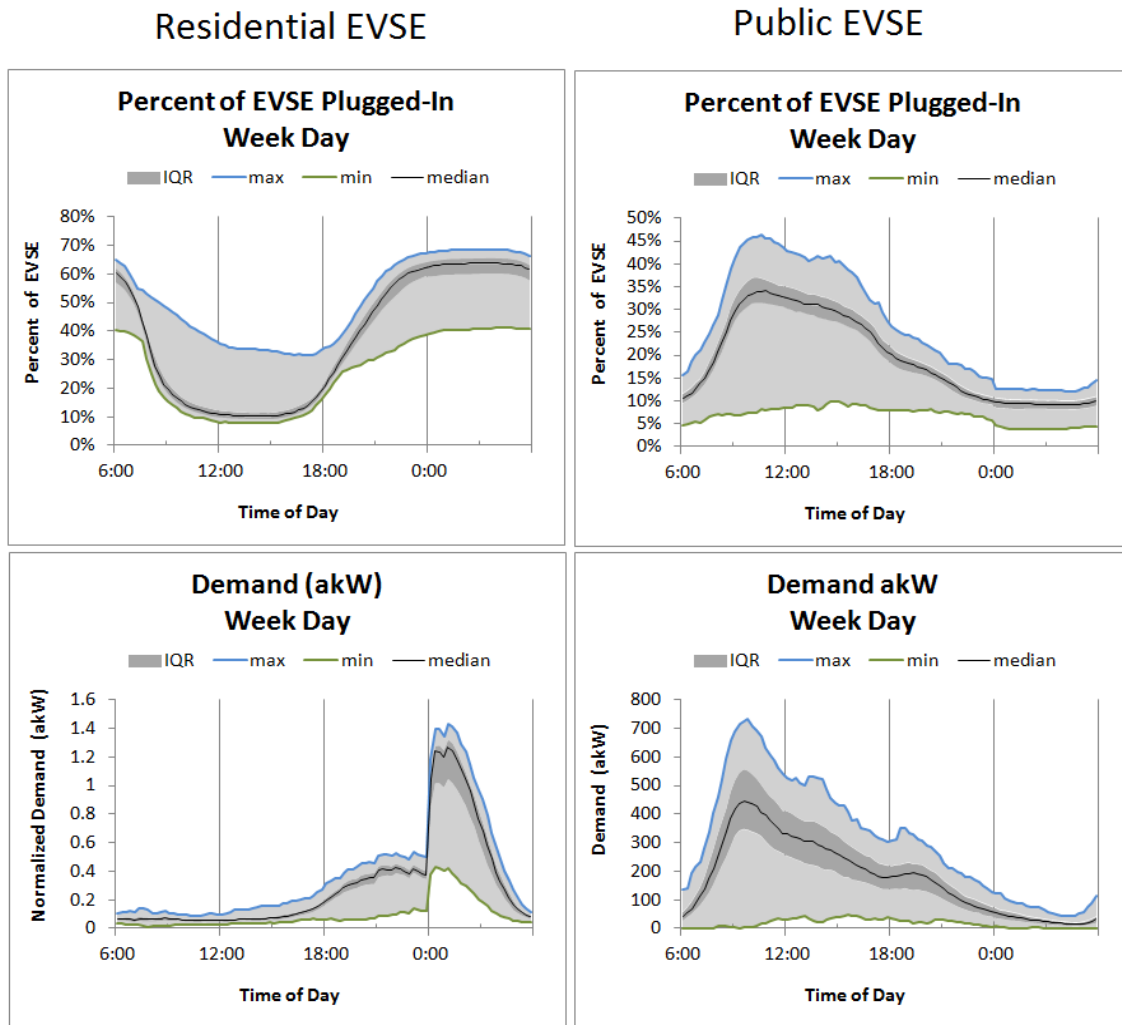 Residential EVSE
Public EVSE
Percent of EVSE Plugged-In
Week Day
IQR max min median
80%
70%
60%
50%
40%
30%
20%
10%
0%
Percent of EVSE
6:00 12:00 18:00 0:00
Time of Day
Percent of EVSE Plugged-In
Week Day
IQR max min median
50%
45%
40%
35%
30%
25%
20%
15%
10%
5%
0%
Percent of EVSE
6:00 12:00 18:00 0:00
Time of Day
Demand (akW)
Week Day
IQR max min median
1.6
1.4
1.2
1
0.8
0.6
0.4
0.2
0
Normalized Demand (akW)
6:00 12:00 18:00 0:00
Time of Day
Demand akW
Week Day
IQR max min median
800
700
600
500
400
300
200
100
0
Demand (akW)
6:00 12:00 18:00 0:00
Time of Day